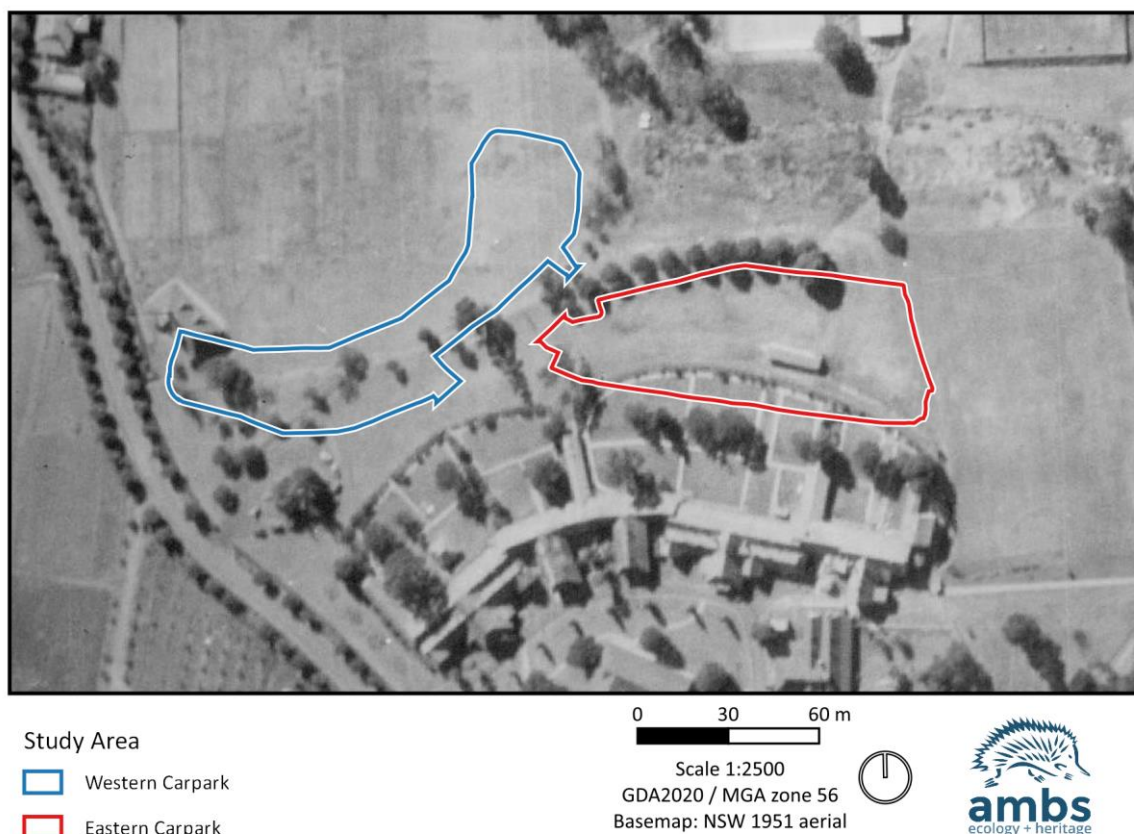 Study Area
Western Carpark
Eastern Carpark
0 30 60 m
Scale 1:2500
GDA2020 / MGA zone 56
Basemap: NSW 1951 aerial
ambs
ecology + heritage